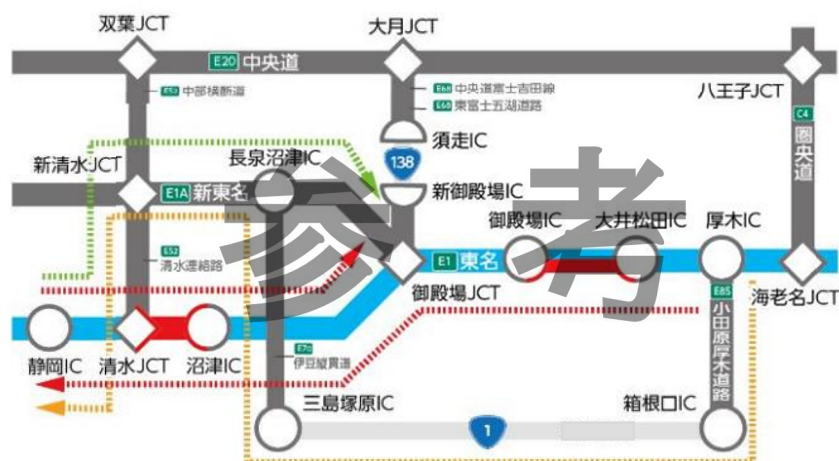 双葉JCT
大月JCT
E20 中央道
E52 中部横断道
E68 中央道富士吉田線
E68 東富士五湖道路
八王子JCT
C4
圏央道
須走IC
138
新清水JCT
長泉沼津IC
E1A 新東名
新御殿場IC
参考
御殿場IC
大井松田IC
厚木IC
E52
清水連絡路
E1 東名
御殿場JCT
E85
小田原厚木道路
海老名JCT
静岡IC
清水JCT
沼津IC
E70
伊豆縦貫道
三島塚原IC
1
箱根口IC